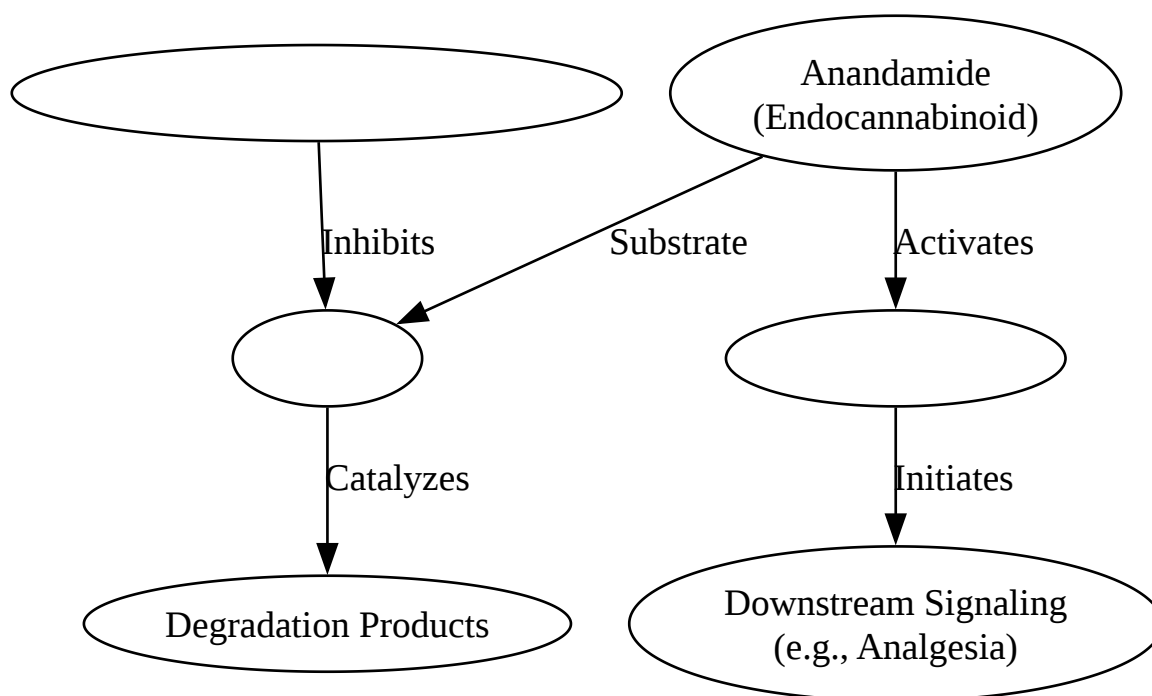 Anandamide
(Endocannabinoid)
Inhibits
Substrate
Activates
Catalyzes
Initiates
Degradation Products
Downstream Signaling
(e.g., Analgesia)